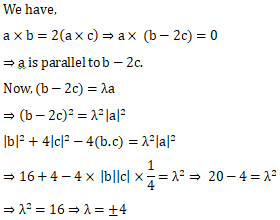 We have,
a × b = 2(a × c) ⇒ a × (b − 2c) = 0
⇒ a is parallel to b − 2c.
Now, (b − 2c) = λa
⇒ (b − 2c)² = λ²|a|²
|b|² + 4|c|² − 4(b.c) = λ²|a|²
⇒ 16 + 4 − 4 × |b||c| × 1/4 = λ² ⇒ 20 − 4 = λ²
⇒ λ² = 16 ⇒ λ = ±4